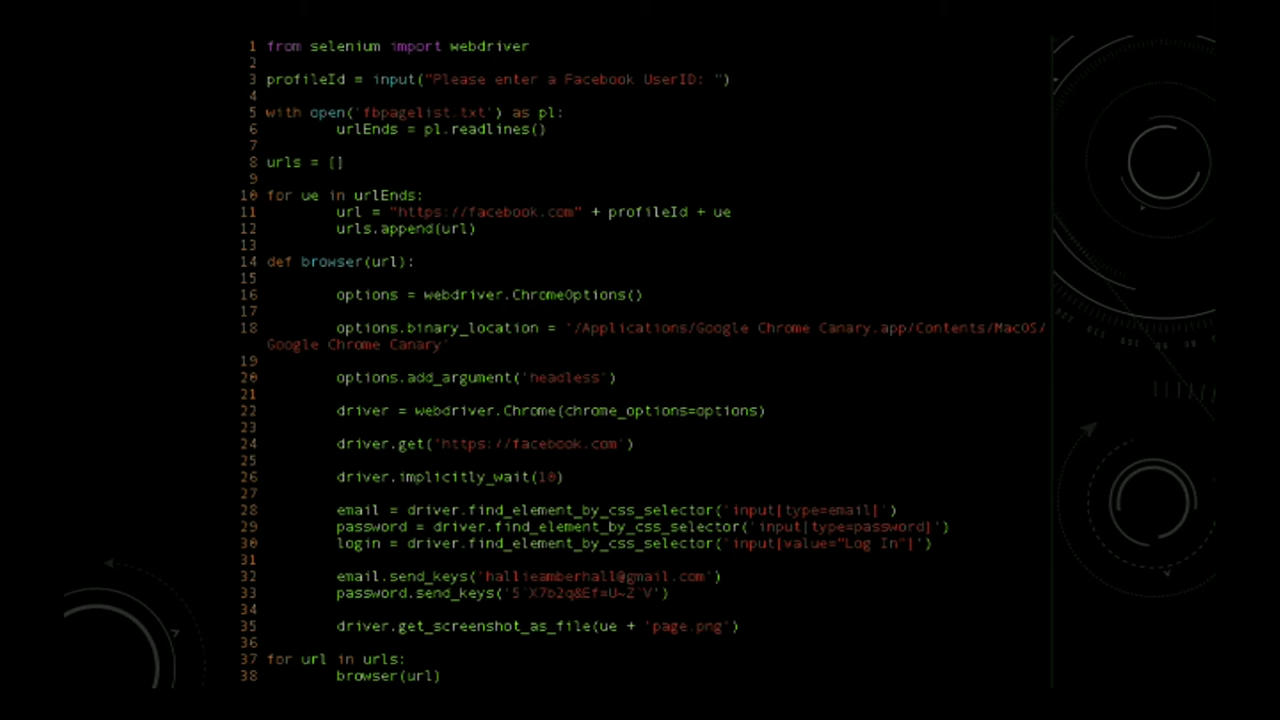 1 from selenium import webdriver
2
3 profileId = input("Please enter a Facebook UserID: ")
4
5 with open('fbpagelist.txt') as pl:
6 urlEnds = pl.readlines()
7
8 urls = []
9
10 for ue in urlEnds:
11 url = "https://facebook.com" + profileId + ue
12 urls.append(url)
13
14 def browser(url):
15
16 options = webdriver.ChromeOptions()
17
18 options.binary_location = '/Applications/Google Chrome Canary.app/Contents/MacOS/
Google Chrome Canary'
19
20 options.add_argument('headless')
21
22 driver = webdriver.Chrome(chrome_options=options)
23
24 driver.get('https://facebook.com')
25
26 driver.implicitly_wait(10)
27
28 email = driver.find_element_by_css_selector('input[type=email]')
29 password = driver.find_element_by_css_selector('input[type=password]')
30 login = driver.find_element_by_css_selector('input[value="Log In"]')
31
32 email.send_keys('hallieamberhall@gmail.com')
33 password.send_keys('5`X7b2q&Ef=U~Z`V')
34
35 driver.get_screenshot_as_file(ue + 'page.png')
36
37 for url in urls:
38 browser(url)